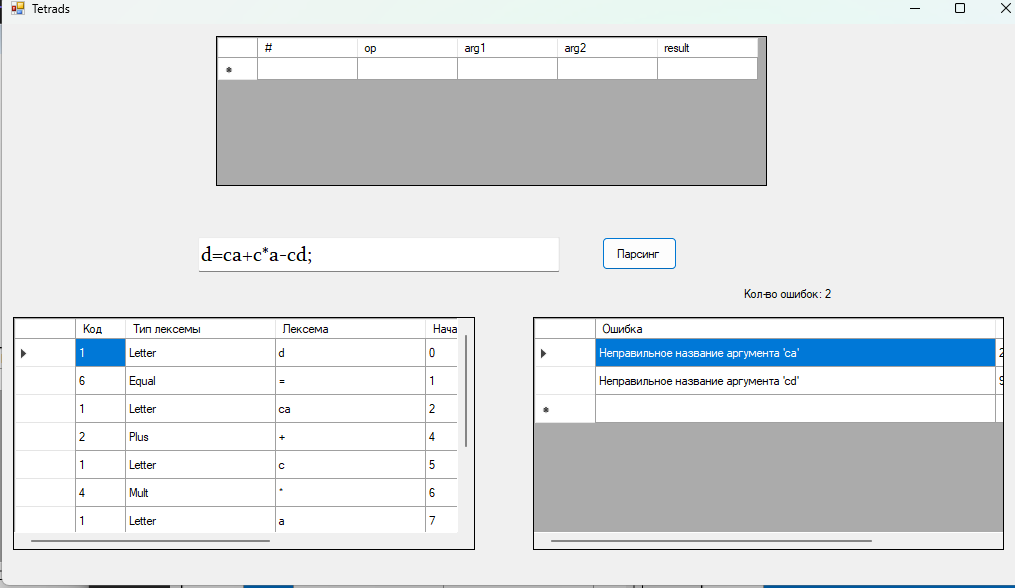 Tetrads
# op arg1 arg2 result
d=ca+c*a-cd;
Парсинг
Кол-во ошибок: 2
Код Тип лексемы Лексема Нача
1 Letter d 0
6 Equal = 1
1 Letter ca 2
2 Plus + 4
1 Letter c 5
4 Mult * 6
1 Letter a 7
Ошибка
Неправильное название аргумента 'ca' 2
Неправильное название аргумента 'cd' 9